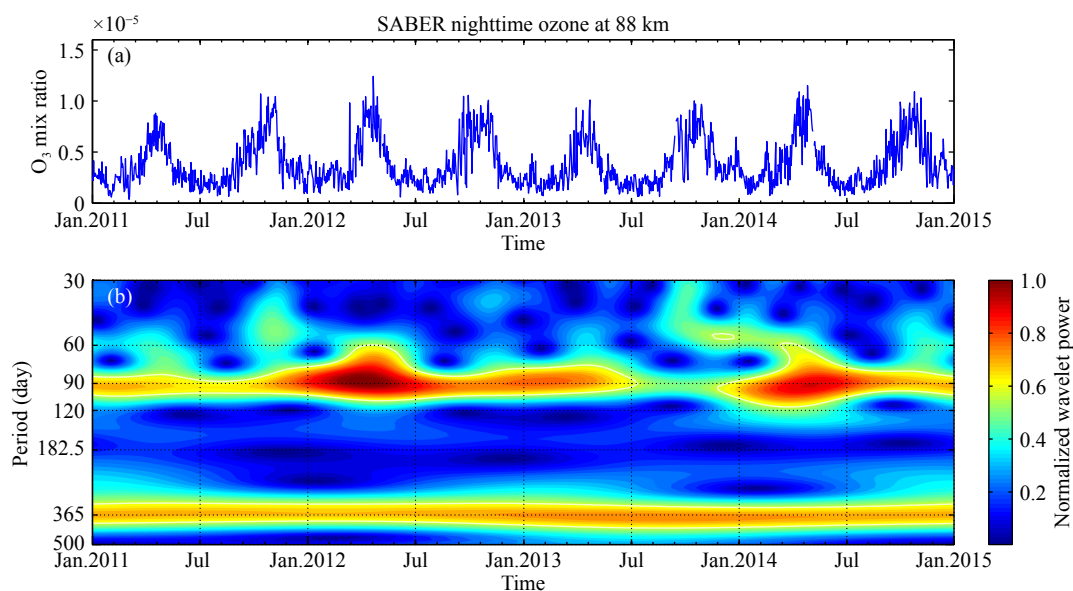 SABER nighttime ozone at 88 km
×10⁻⁵
(a)
1.5
1.0
0.5
0
O₃ mix ratio
Jan.2011 Jul Jan.2012 Jul Jan.2013 Jul Jan.2014 Jul Jan.2015
Time
(b)
30
60
90
120
182.5
365
500
Period (day)
Jan.2011 Jul Jan.2012 Jul Jan.2013 Jul Jan.2014 Jul Jan.2015
Time
1.0
0.8
0.6
0.4
0.2
Normalized wavelet power